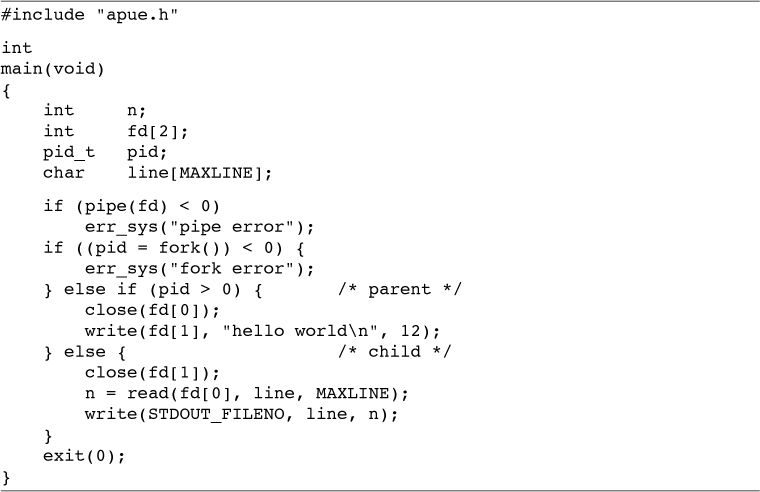 #include "apue.h"
int
main(void)
{
    int     n;
    int     fd[2];
    pid_t   pid;
    char    line[MAXLINE];
    if (pipe(fd) < 0)
        err_sys("pipe error");
    if ((pid = fork()) < 0) {
        err_sys("fork error");
    } else if (pid > 0) {       /* parent */
        close(fd[0]);
        write(fd[1], "hello world\n", 12);
    } else {                    /* child */
        close(fd[1]);
        n = read(fd[0], line, MAXLINE);
        write(STDOUT_FILENO, line, n);
    }
    exit(0);
}